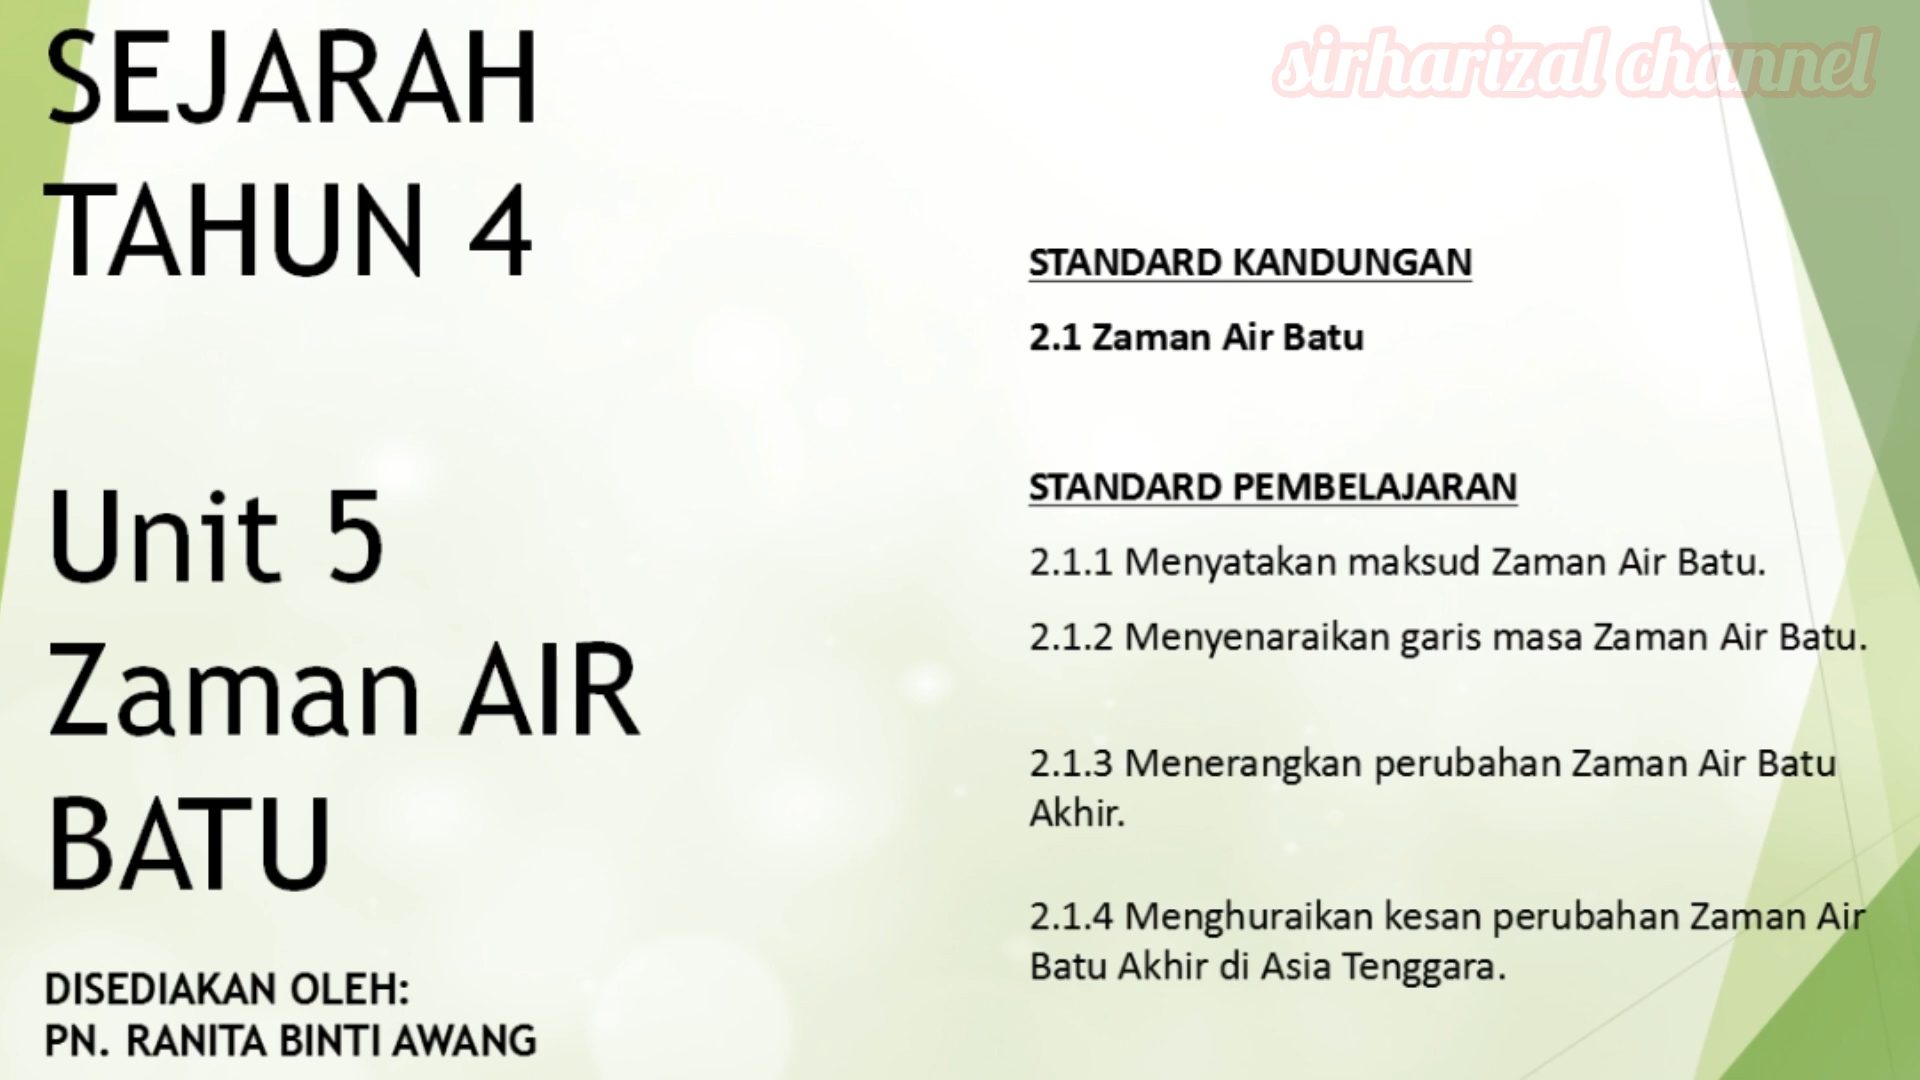 SEJARAH
TAHUN 4
Unit 5
Zaman AIR
BATU
DISEDIAKAN OLEH:
PN. RANITA BINTI AWANG
sirharizal channel
STANDARD KANDUNGAN
2.1 Zaman Air Batu
STANDARD PEMBELAJARAN
2.1.1 Menyatakan maksud Zaman Air Batu.
2.1.2 Menyenaraikan garis masa Zaman Air Batu.
2.1.3 Menerangkan perubahan Zaman Air Batu
Akhir.
2.1.4 Menghuraikan kesan perubahan Zaman Air
Batu Akhir di Asia Tenggara.